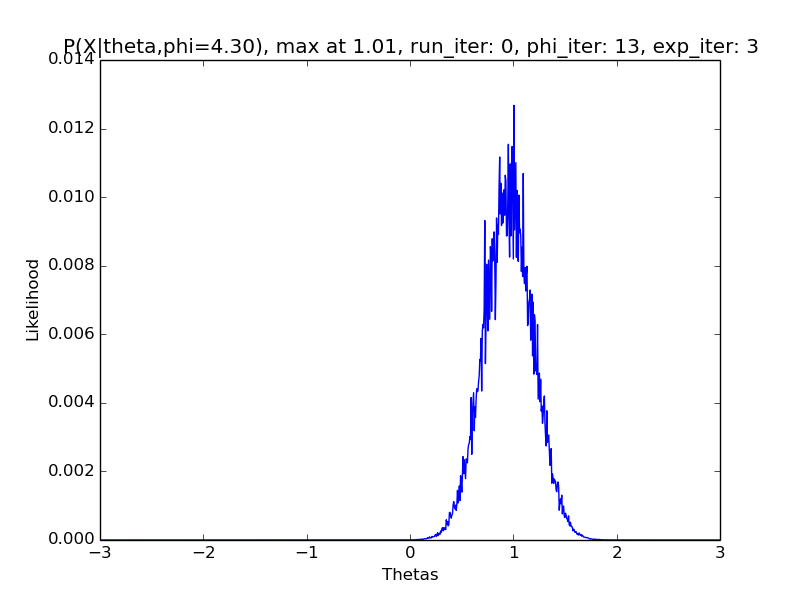 P(X|theta,phi=4.30), max at 1.01, run_iter: 0, phi_iter: 13, exp_iter: 3
0.014
0.012
0.010
0.008
0.006
0.004
0.002
0.000
Likelihood
−3 −2 −1 0 1 2 3
Thetas